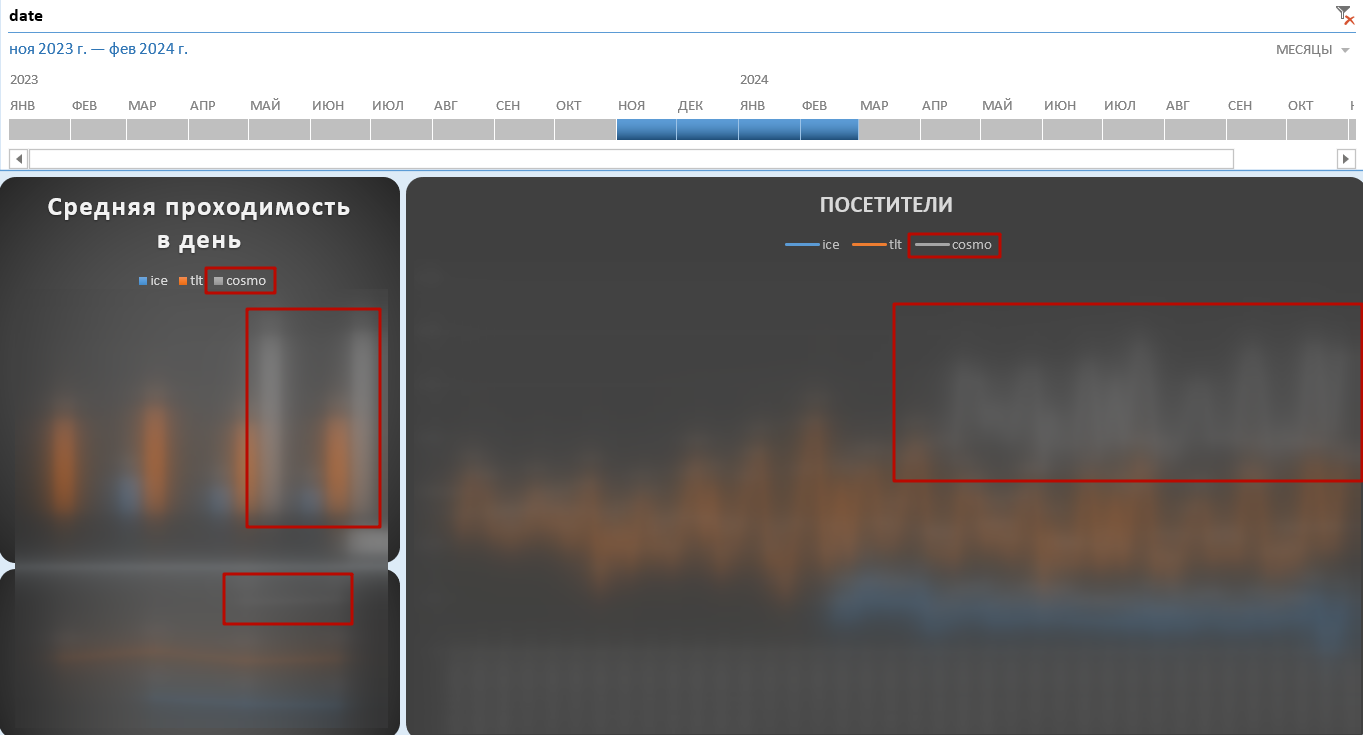 date
ноя 2023 г. — фев 2024 г.
МЕСЯЦЫ
2023 2024
ЯНВ ФЕВ МАР АПР МАЙ ИЮН ИЮЛ АВГ СЕН ОКТ НОЯ ДЕК ЯНВ ФЕВ МАР АПР МАЙ ИЮН ИЮЛ АВГ СЕН ОКТ
Средняя проходимость
в день
ice tlt cosmo
ПОСЕТИТЕЛИ
ice tlt cosmo